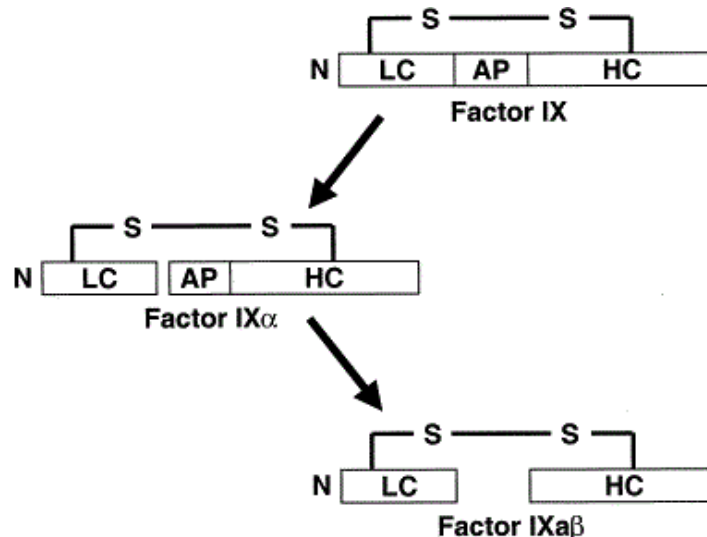 S S
N LC AP HC
Factor IX
S S
N LC AP HC
Factor IXα
S S
N LC HC
Factor IXaβ